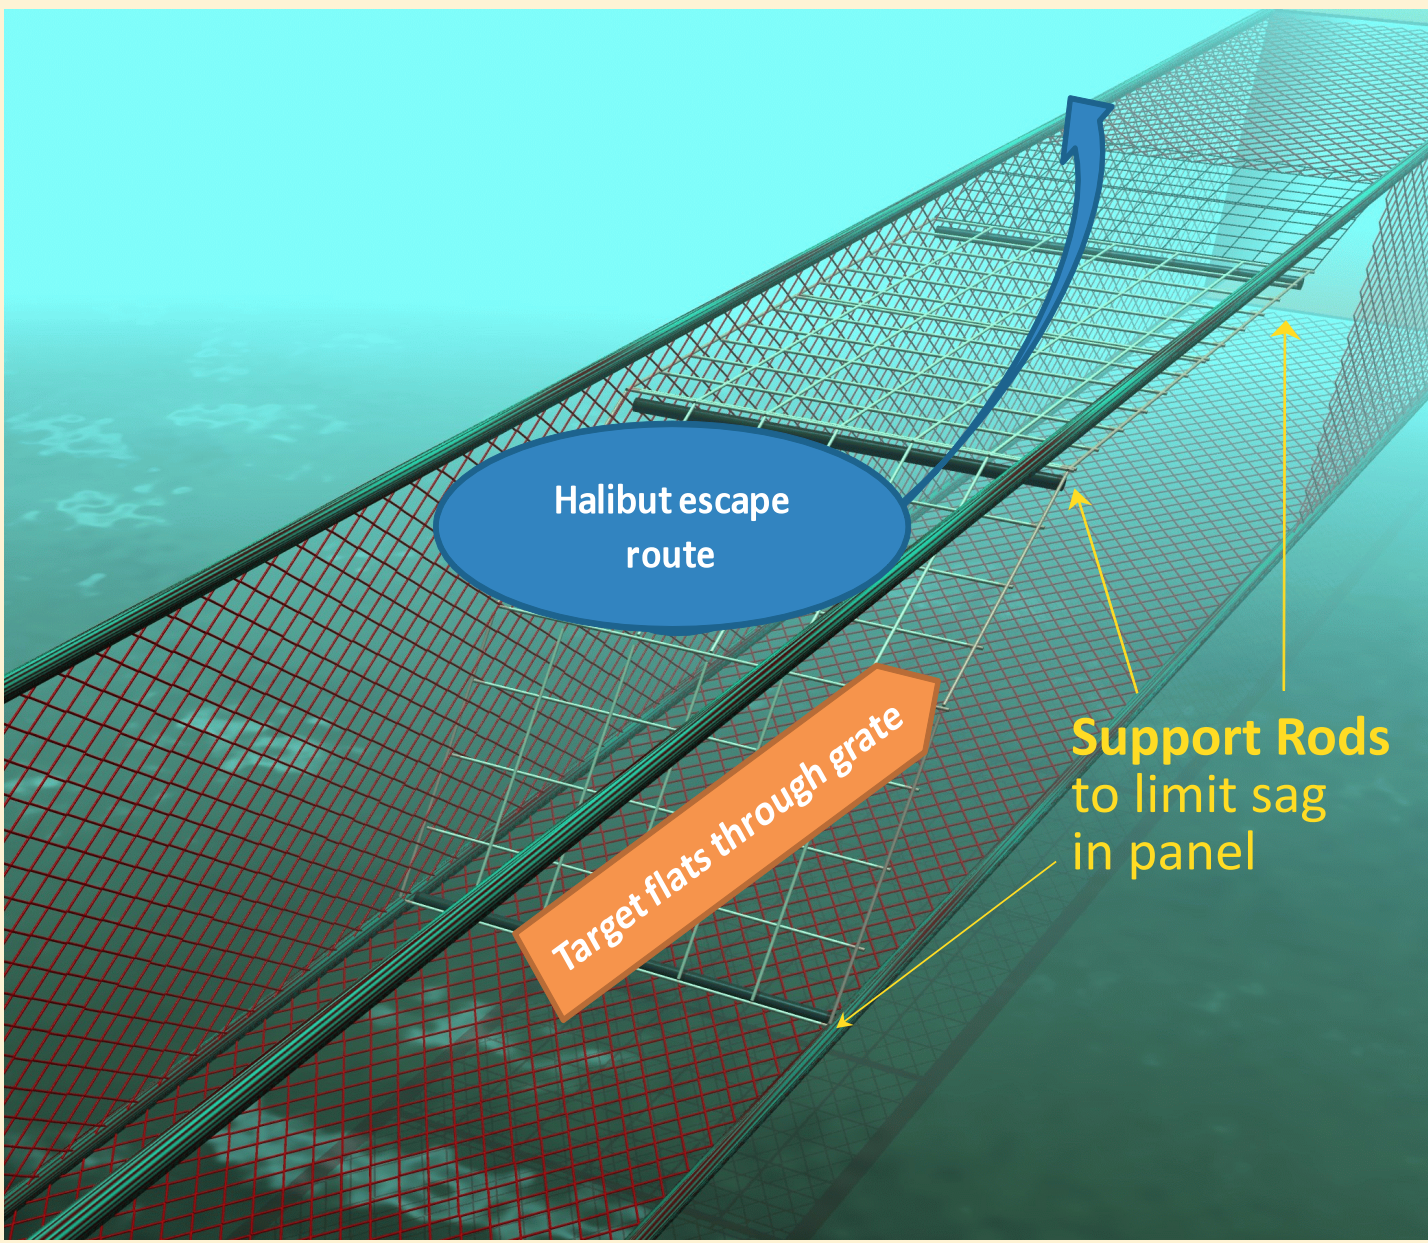 Halibut escape
route
Target flats through grate
Support Rods
to limit sag
in panel